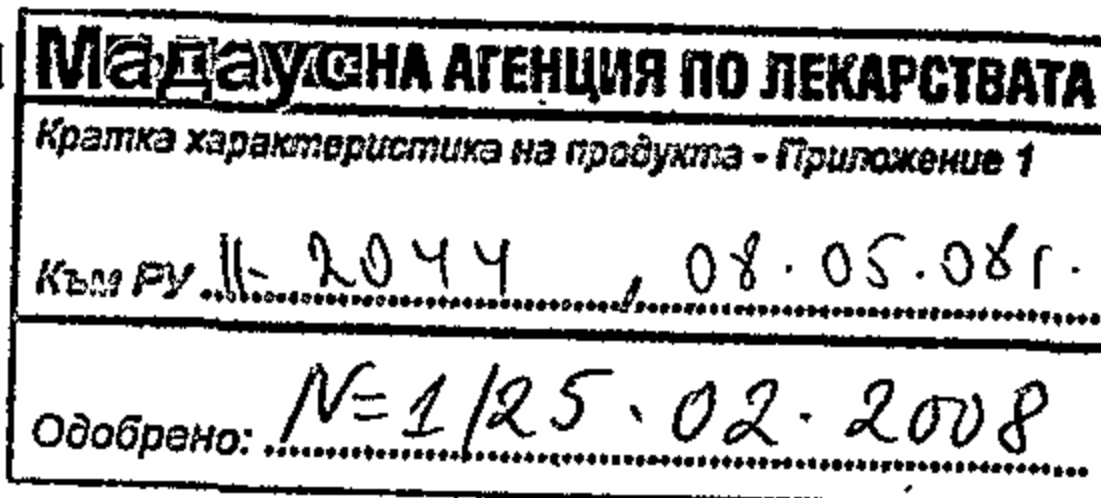 Мадаус НА АГЕНЦИЯ ПО ЛЕКАРСТВАТА
Кратка характеристика на продукта - Приложение 1
Към РУ II- 2044 , 08.05.08г.
Одобрено: N=1/25.02.2008